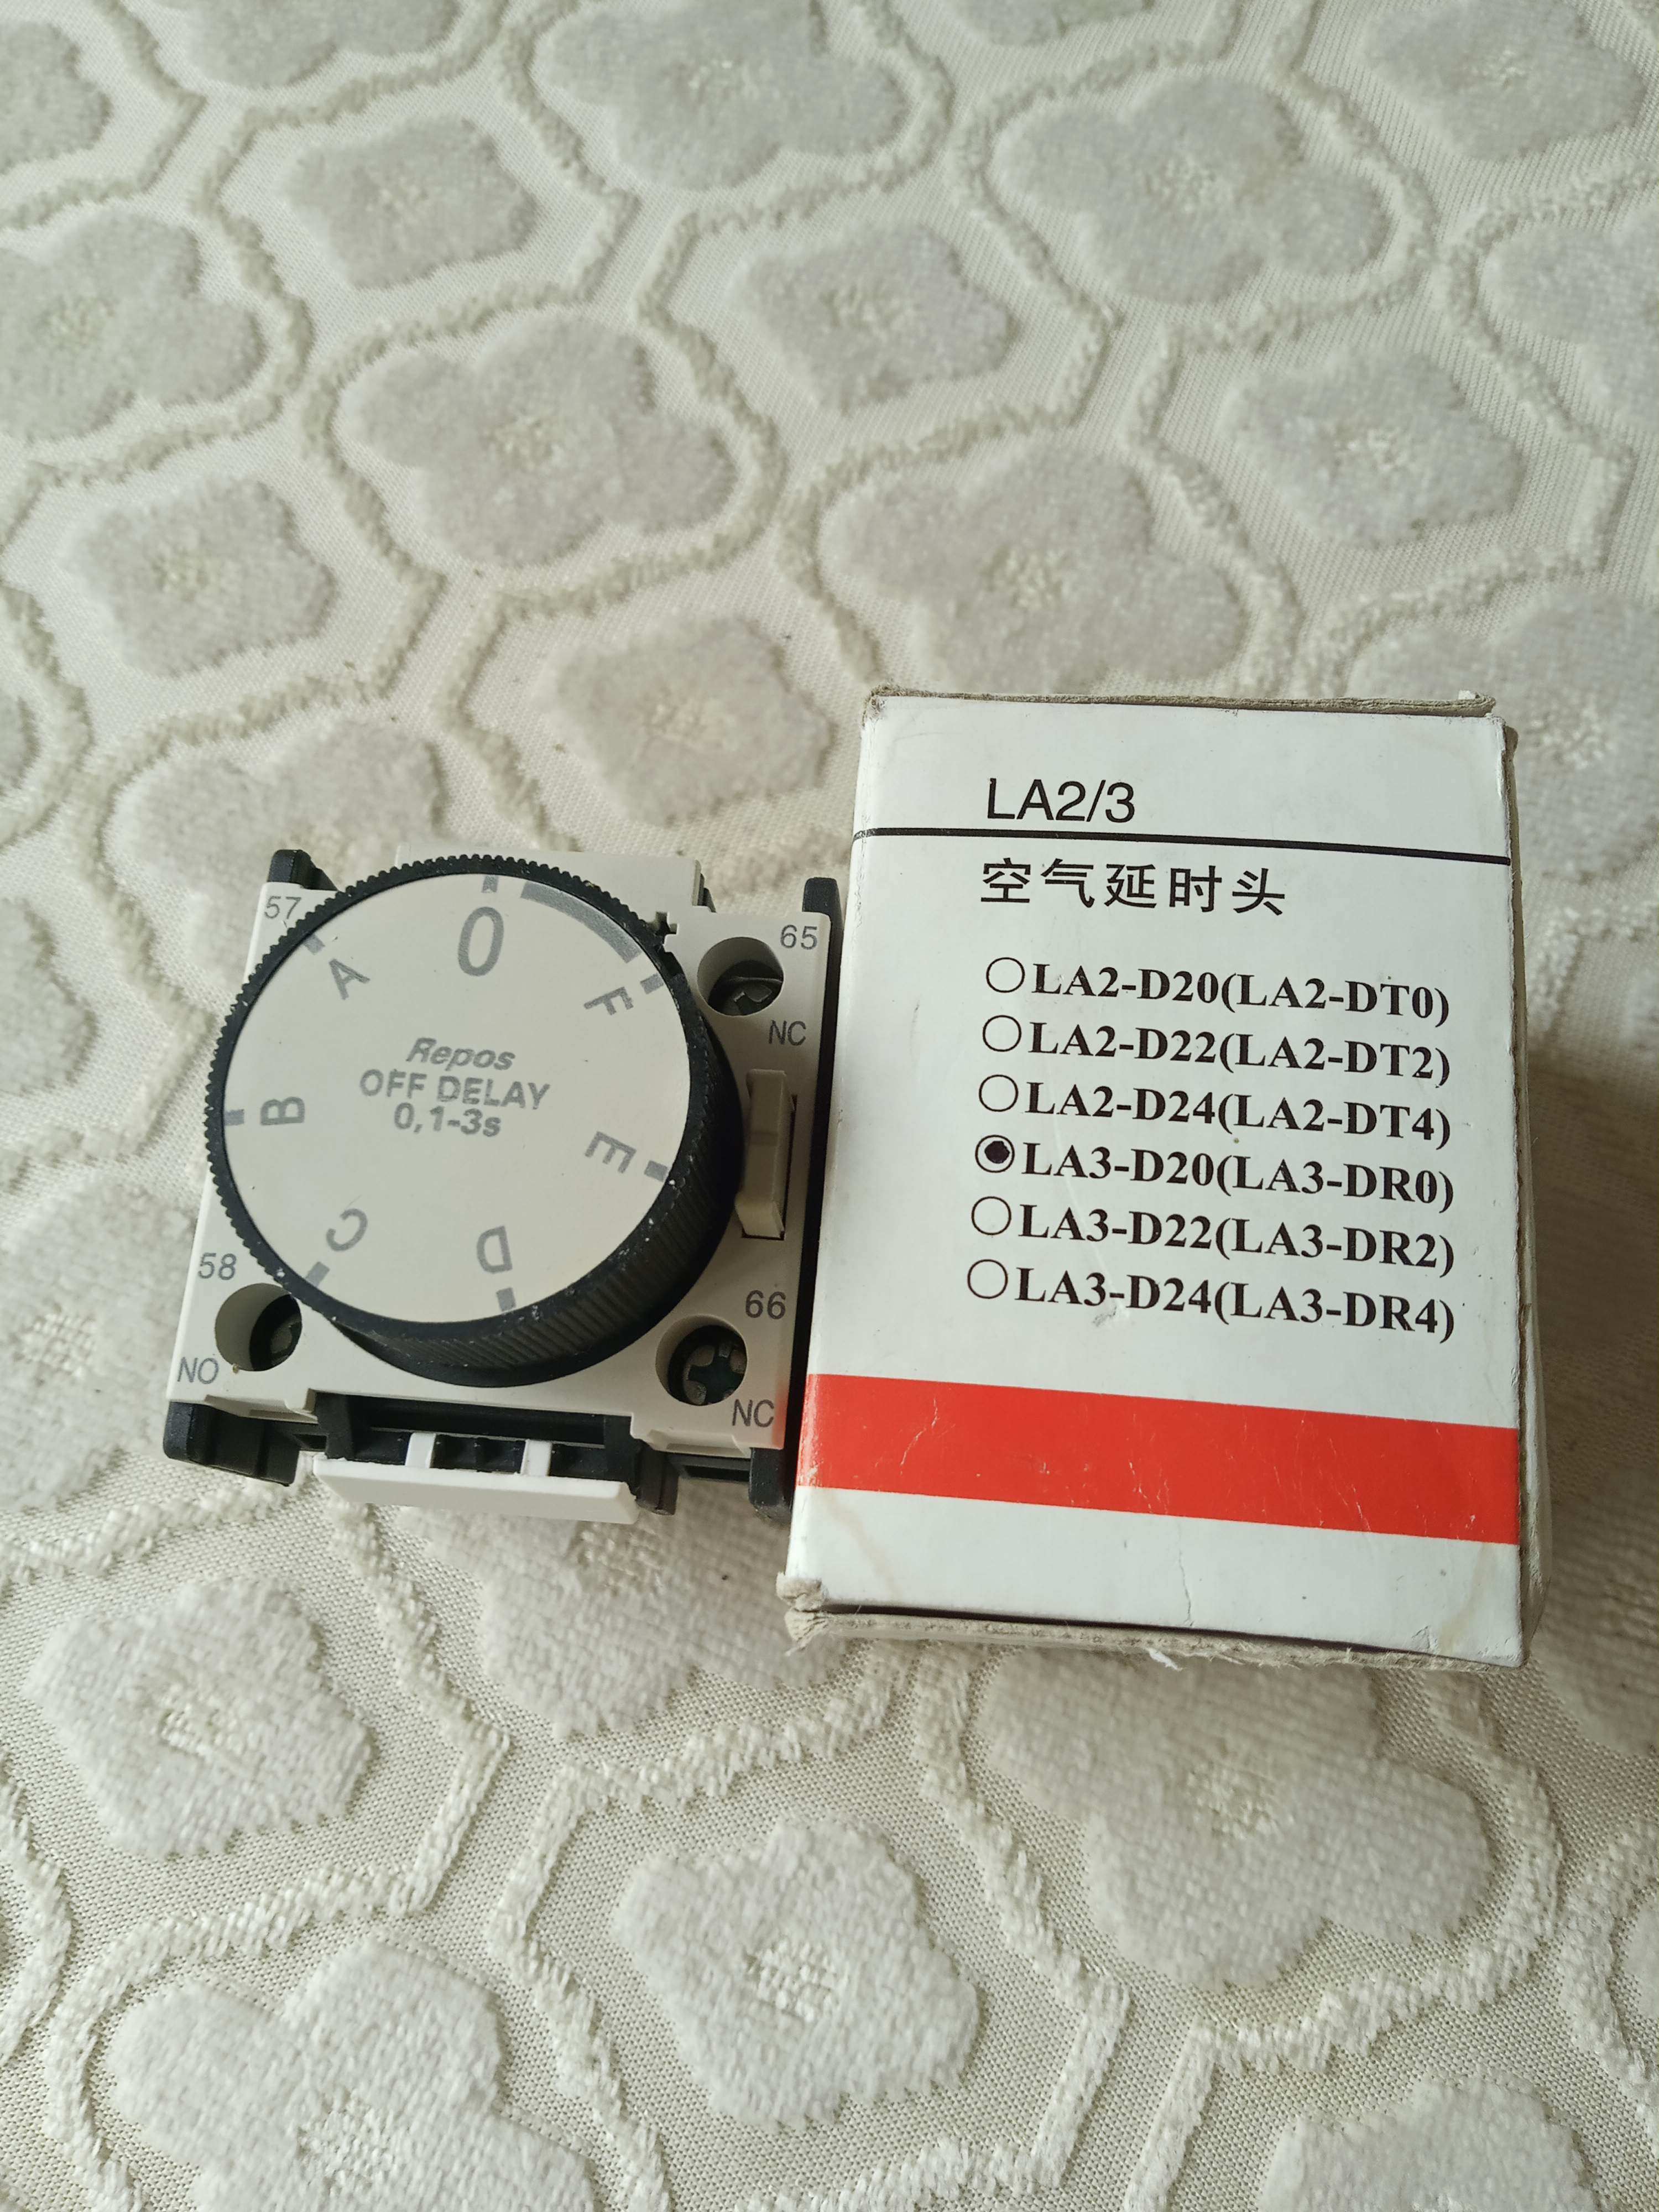 57
65
NC
0
A
F
B
E
C
D
Repos
OFF DELAY
0,1-3s
58
NO
66
NC
LA2/3
空气延时头
LA2-D20(LA2-DT0)
LA2-D22(LA2-DT2)
LA2-D24(LA2-DT4)
LA3-D20(LA3-DR0)
LA3-D22(LA3-DR2)
LA3-D24(LA3-DR4)